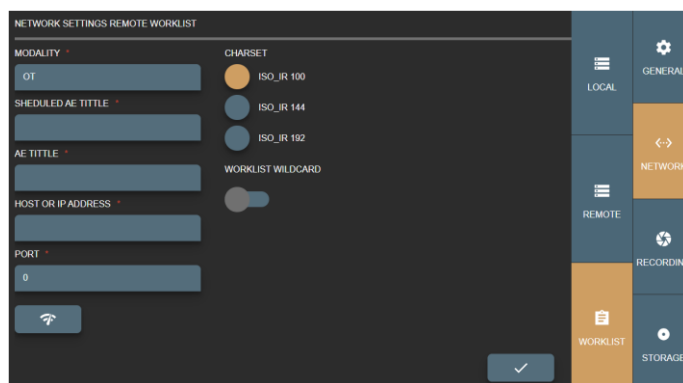 NETWORK SETTINGS REMOTE WORKLIST
MODALITY *
OT
SHEDULED AE TITTLE *
AE TITTLE *
HOST OR IP ADDRESS *
PORT *
0
CHARSET
ISO_IR 100
ISO_IR 144
ISO_IR 192
WORKLIST WILDCARD
LOCAL
REMOTE
WORKLIST
GENERAL
NETWORK
RECORDIN
STORAGE